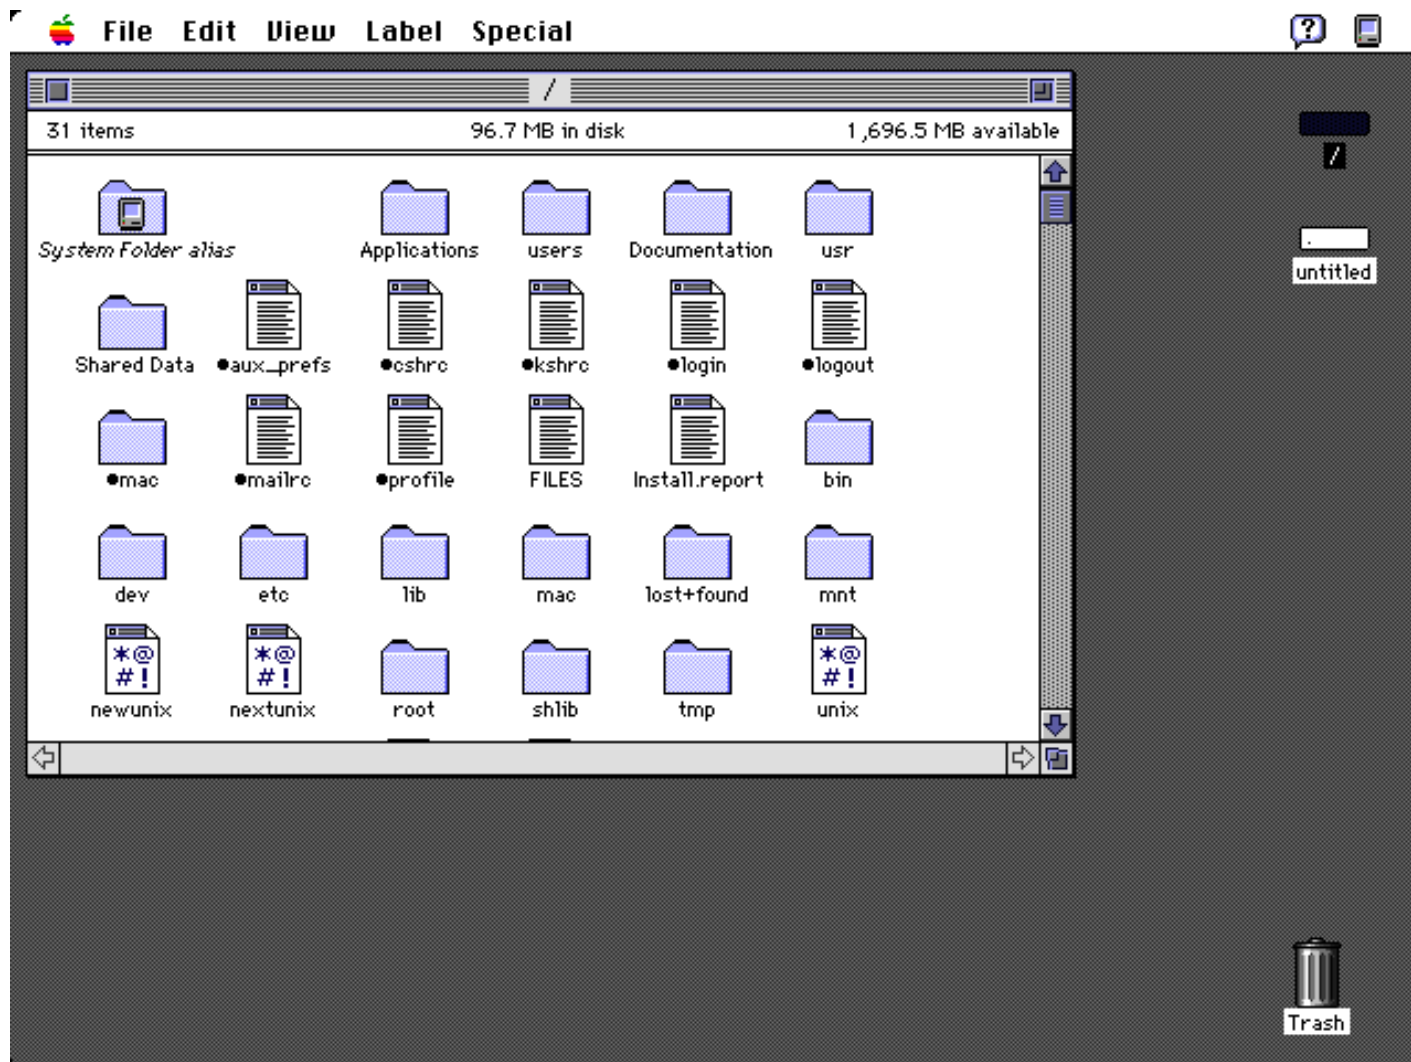 File Edit View Label Special
/
31 items 96.7 MB in disk 1,696.5 MB available
/
System Folder alias Applications users Documentation usr
untitled
Shared Data •aux_prefs •cshrc •kshrc •login •logout
•mac •mailrc •profile FILES Install.report bin
dev etc lib mac lost+found mnt
*@ *@ *@
#! #! #!
newunix nextunix root shlib tmp unix
Trash